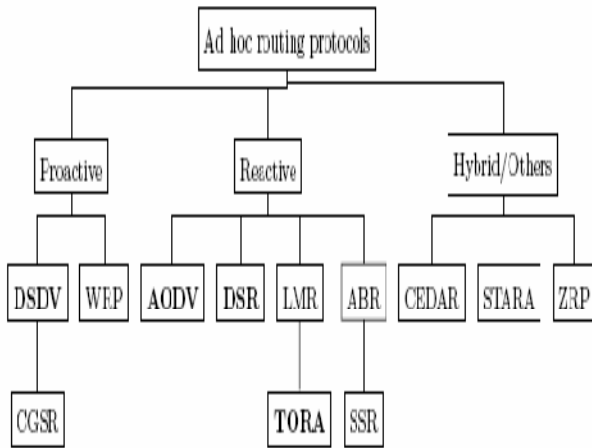 Ad hoc routing protocols
Proactive
Reactive
Hybrid/Others
DSDV
WRP
AODV
DSR
LMR
ABR
CEDAR
STARA
ZRP
CGSR
TORA
SSR